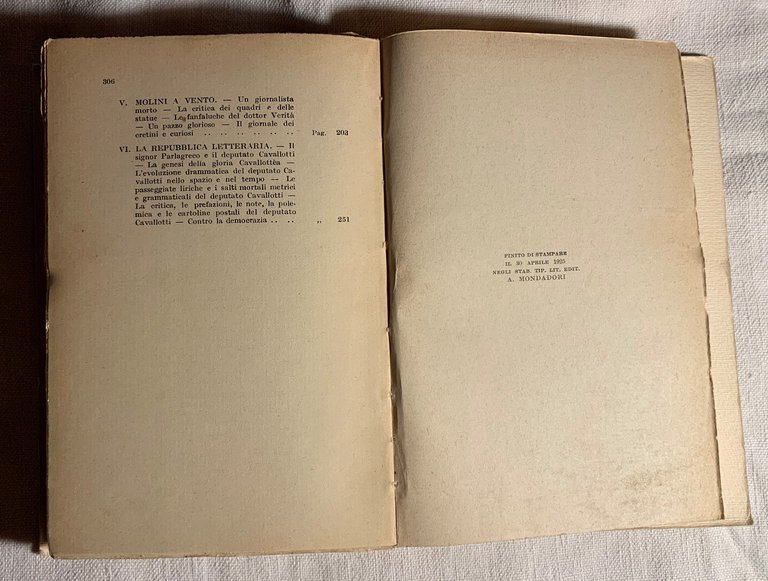 306
V. MOLINI A VENTO. — Un giornalista
morto — La critica dei quadri e delle
statue — Le fanfaluche del dottor Verità
— Un pazzo glorioso — Il giornale dei
cretini e curiosi .. .. .. .. .. .. .. Pag. 203
VI. LA REPUBBLICA LETTERARIA. — Il
signor Parlagreco e il deputato Cavallotti
— La genesi della gloria Cavallottèa —
L'evoluzione drammatica del deputato Ca-
vallotti nello spazio e nel tempo — Le
passeggiate liriche e i salti mortali metrici
e grammaticali del deputato Cavallotti —
La critica, le prefazioni, le note, la pole-
mica e le cartoline postali del deputato
Cavallotti — Contro la democrazia .. .. „ 251
FINITO DI STAMPARE
IL 30 APRILE 1925
NEGLI STAB. TIP. LIT. EDIT.
A. MONDADORI